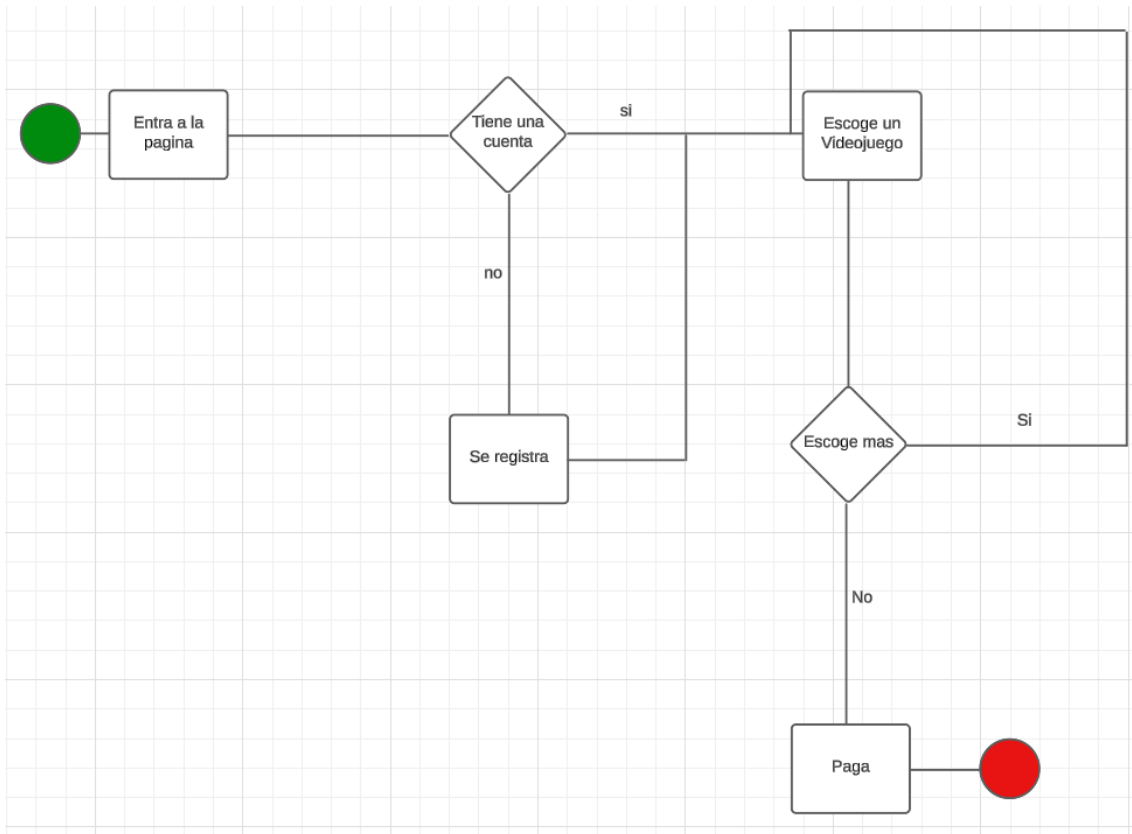 Entra a la
pagina
Tiene una
cuenta
si
Escoge un
Videojuego
no
Se registra
Escoge mas
Si
No
Paga